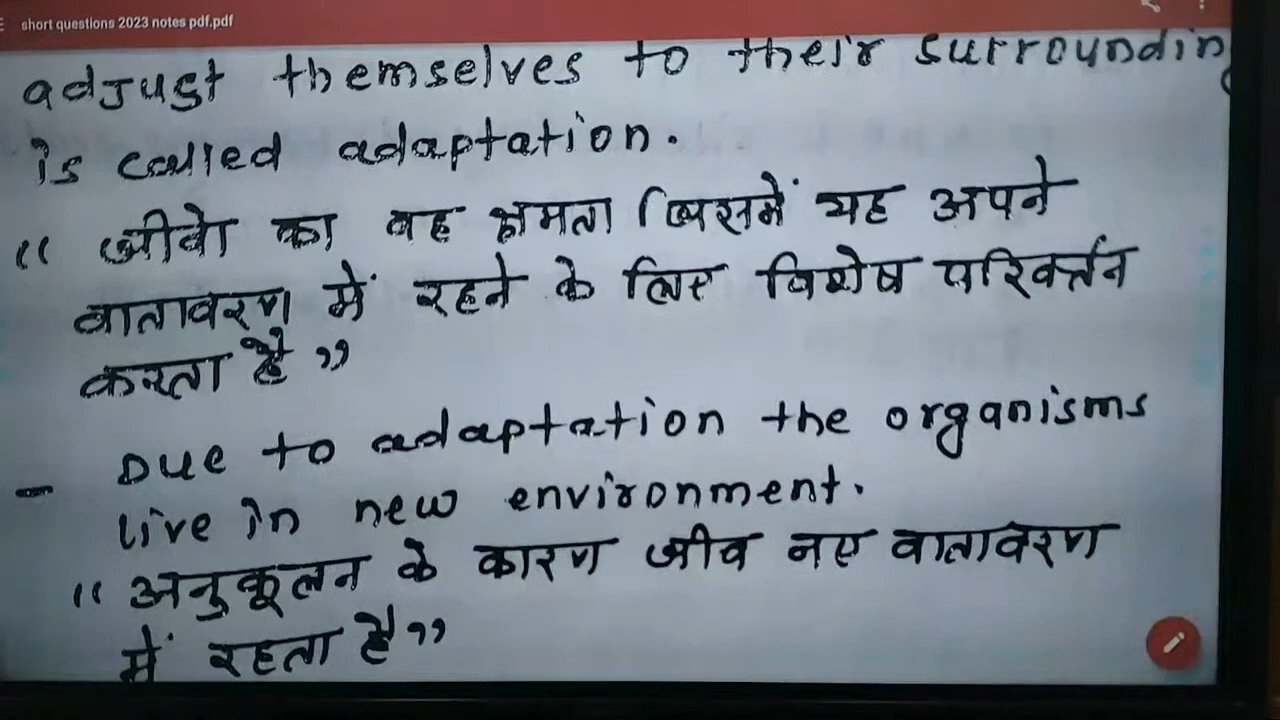 short questions 2023 notes pdf.pdf
adjust themselves to their surrounding
is called adaptation.
“ जीवो का वह क्षमता जिसमें यह अपने
वातावरण में रहने के लिए विशेष परिवर्त्तन
करता है ”
- Due to adaptation the organisms
live in new environment.
“ अनुकूलन के कारण जीव नए वातावरण
में रहता है ”